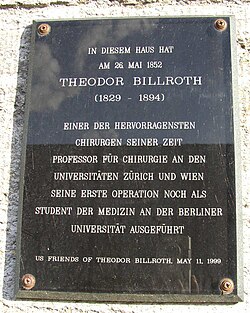 IN DIESEM HAUS HAT
AM 26. MAI 1852
THEODOR BILLROTH
(1829 - 1894)
EINER DER HERVORRAGENSTEN
CHIRURGEN SEINER ZEIT
PROFESSOR FÜR CHIRURGIE AN DEN
UNIVERSITÄTEN ZÜRICH UND WIEN
SEINE ERSTE OPERATION NOCH ALS
STUDENT DER MEDIZIN AN DER BERLINER
UNIVERSITÄT AUSGEFÜHRT
US FRIENDS OF THEODOR BILLROTH, MAY 11, 1999